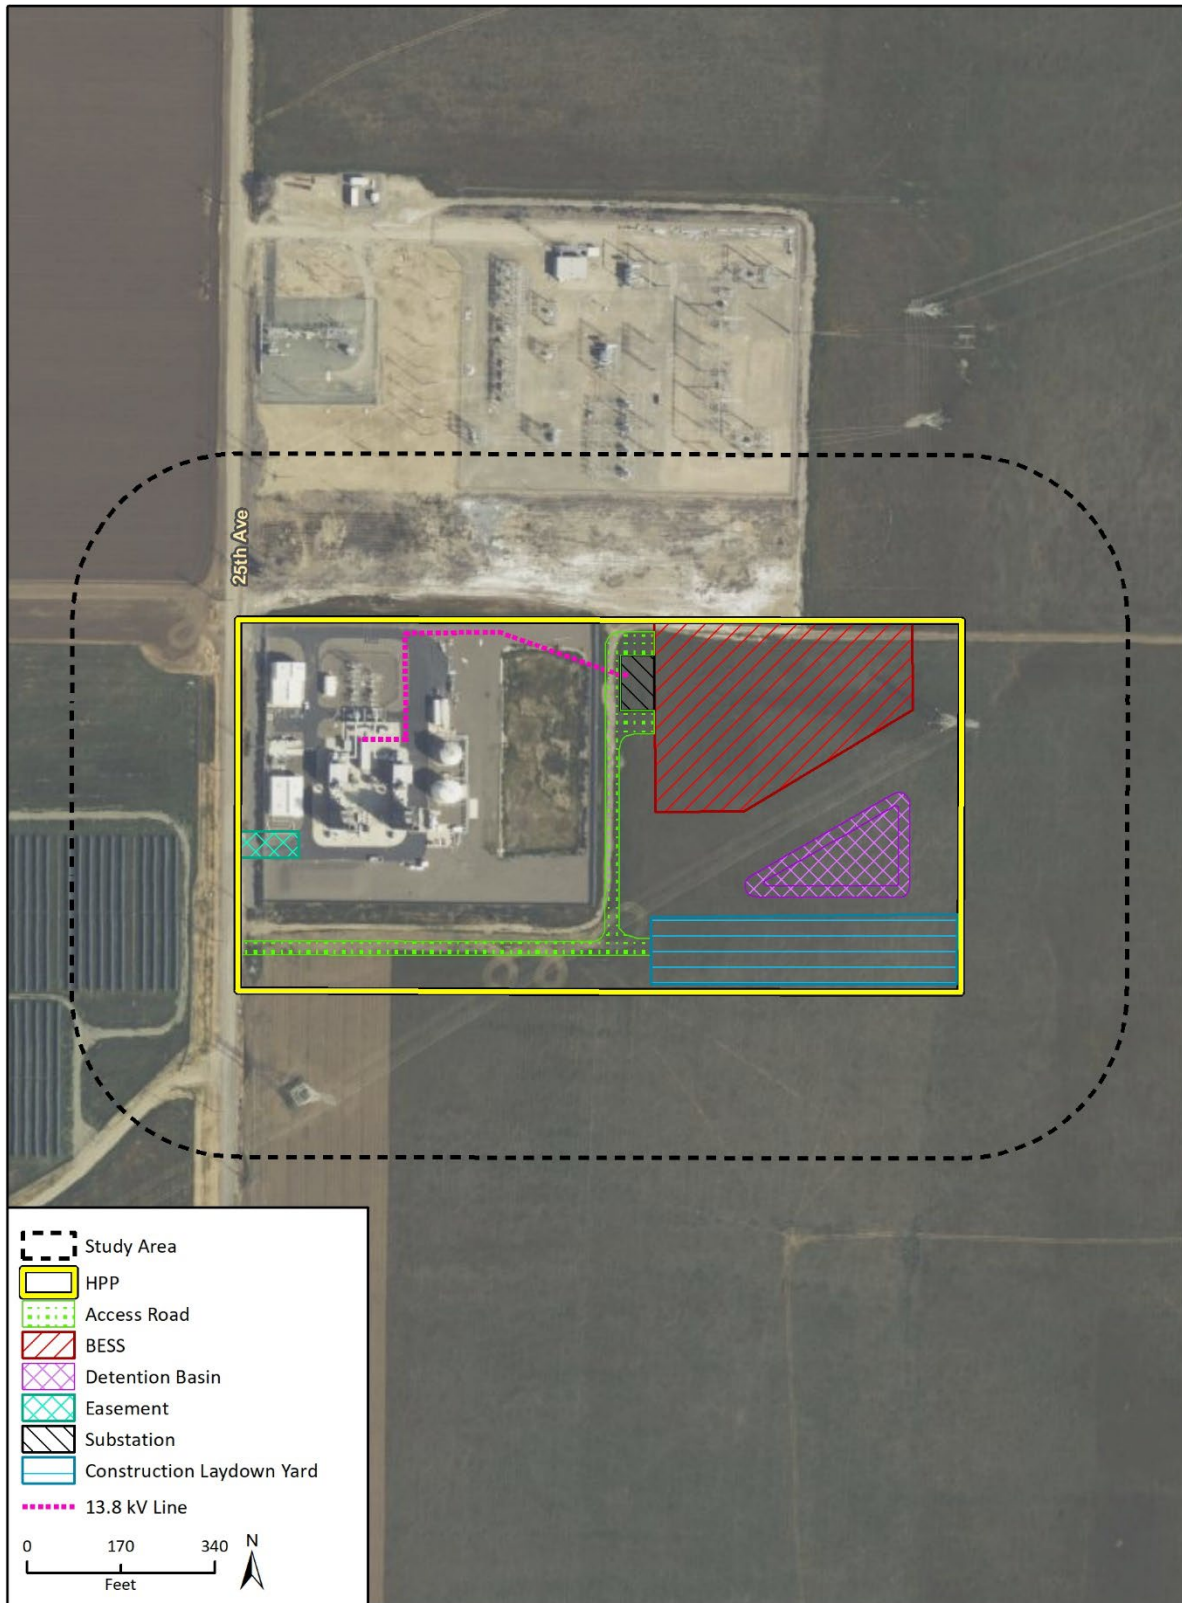 25th Ave
Study Area
HPP
Access Road
BESS
Detention Basin
Easement
Substation
Construction Laydown Yard
13.8 kV Line
0 170 340
Feet
N